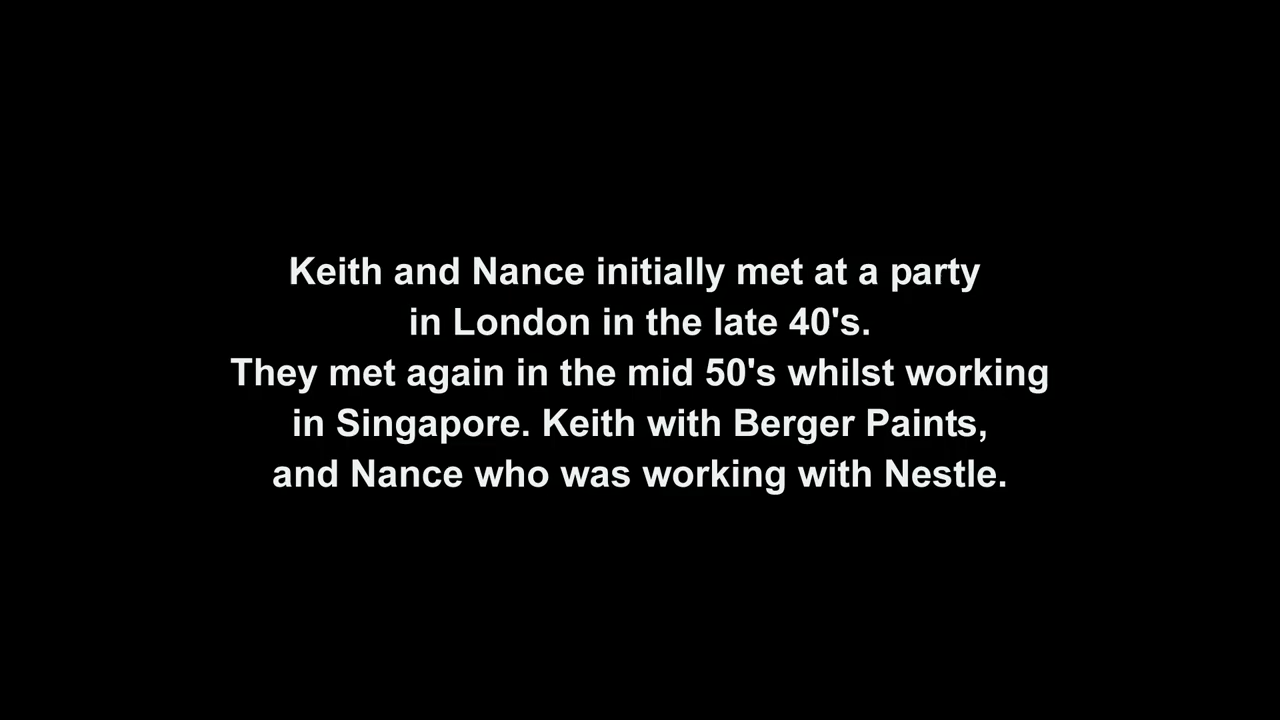 Keith and Nance initially met at a party
in London in the late 40's.
They met again in the mid 50's whilst working
in Singapore. Keith with Berger Paints,
and Nance who was working with Nestle.